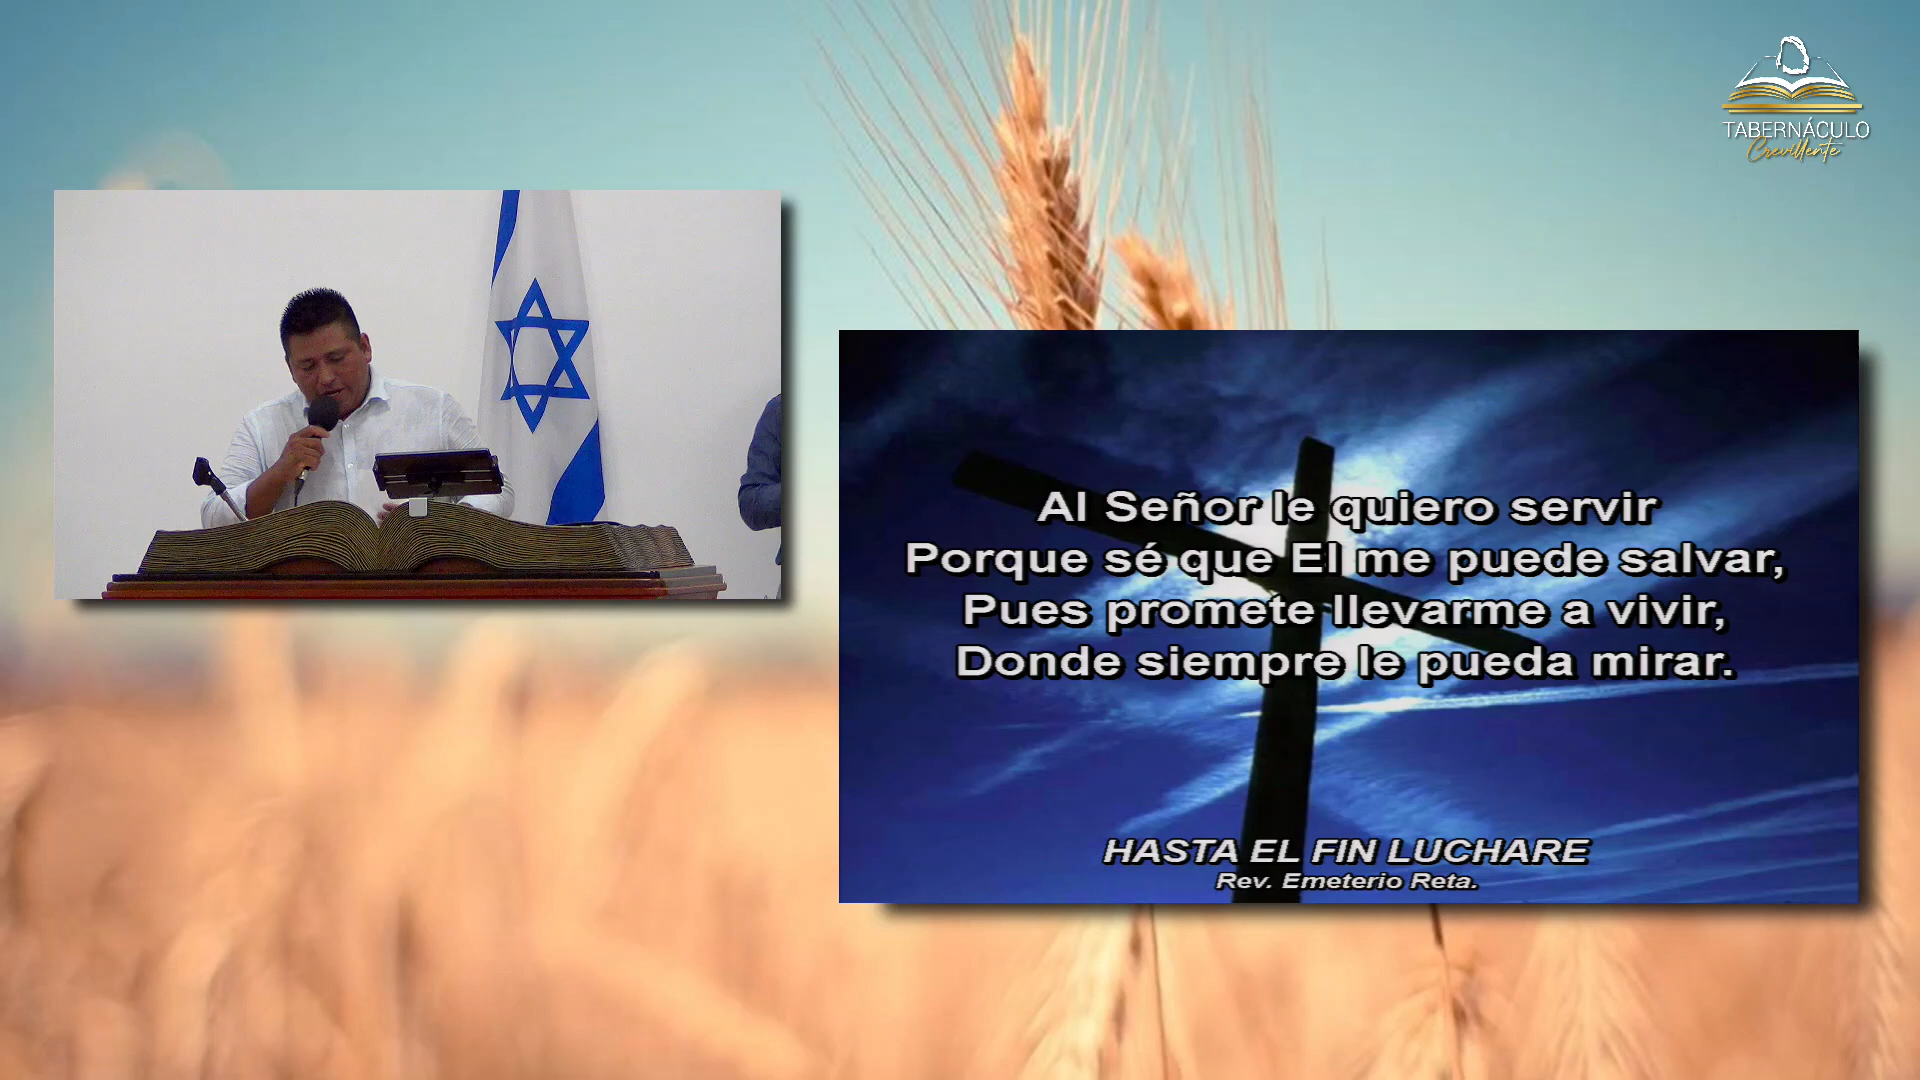 TABERNÁCULO
Crevillente
Al Señor le quiero servir
Porque sé que El me puede salvar,
Pues promete llevarme a vivir,
Donde siempre le pueda mirar.
HASTA EL FIN LUCHARE
Rev. Emeterio Reta.